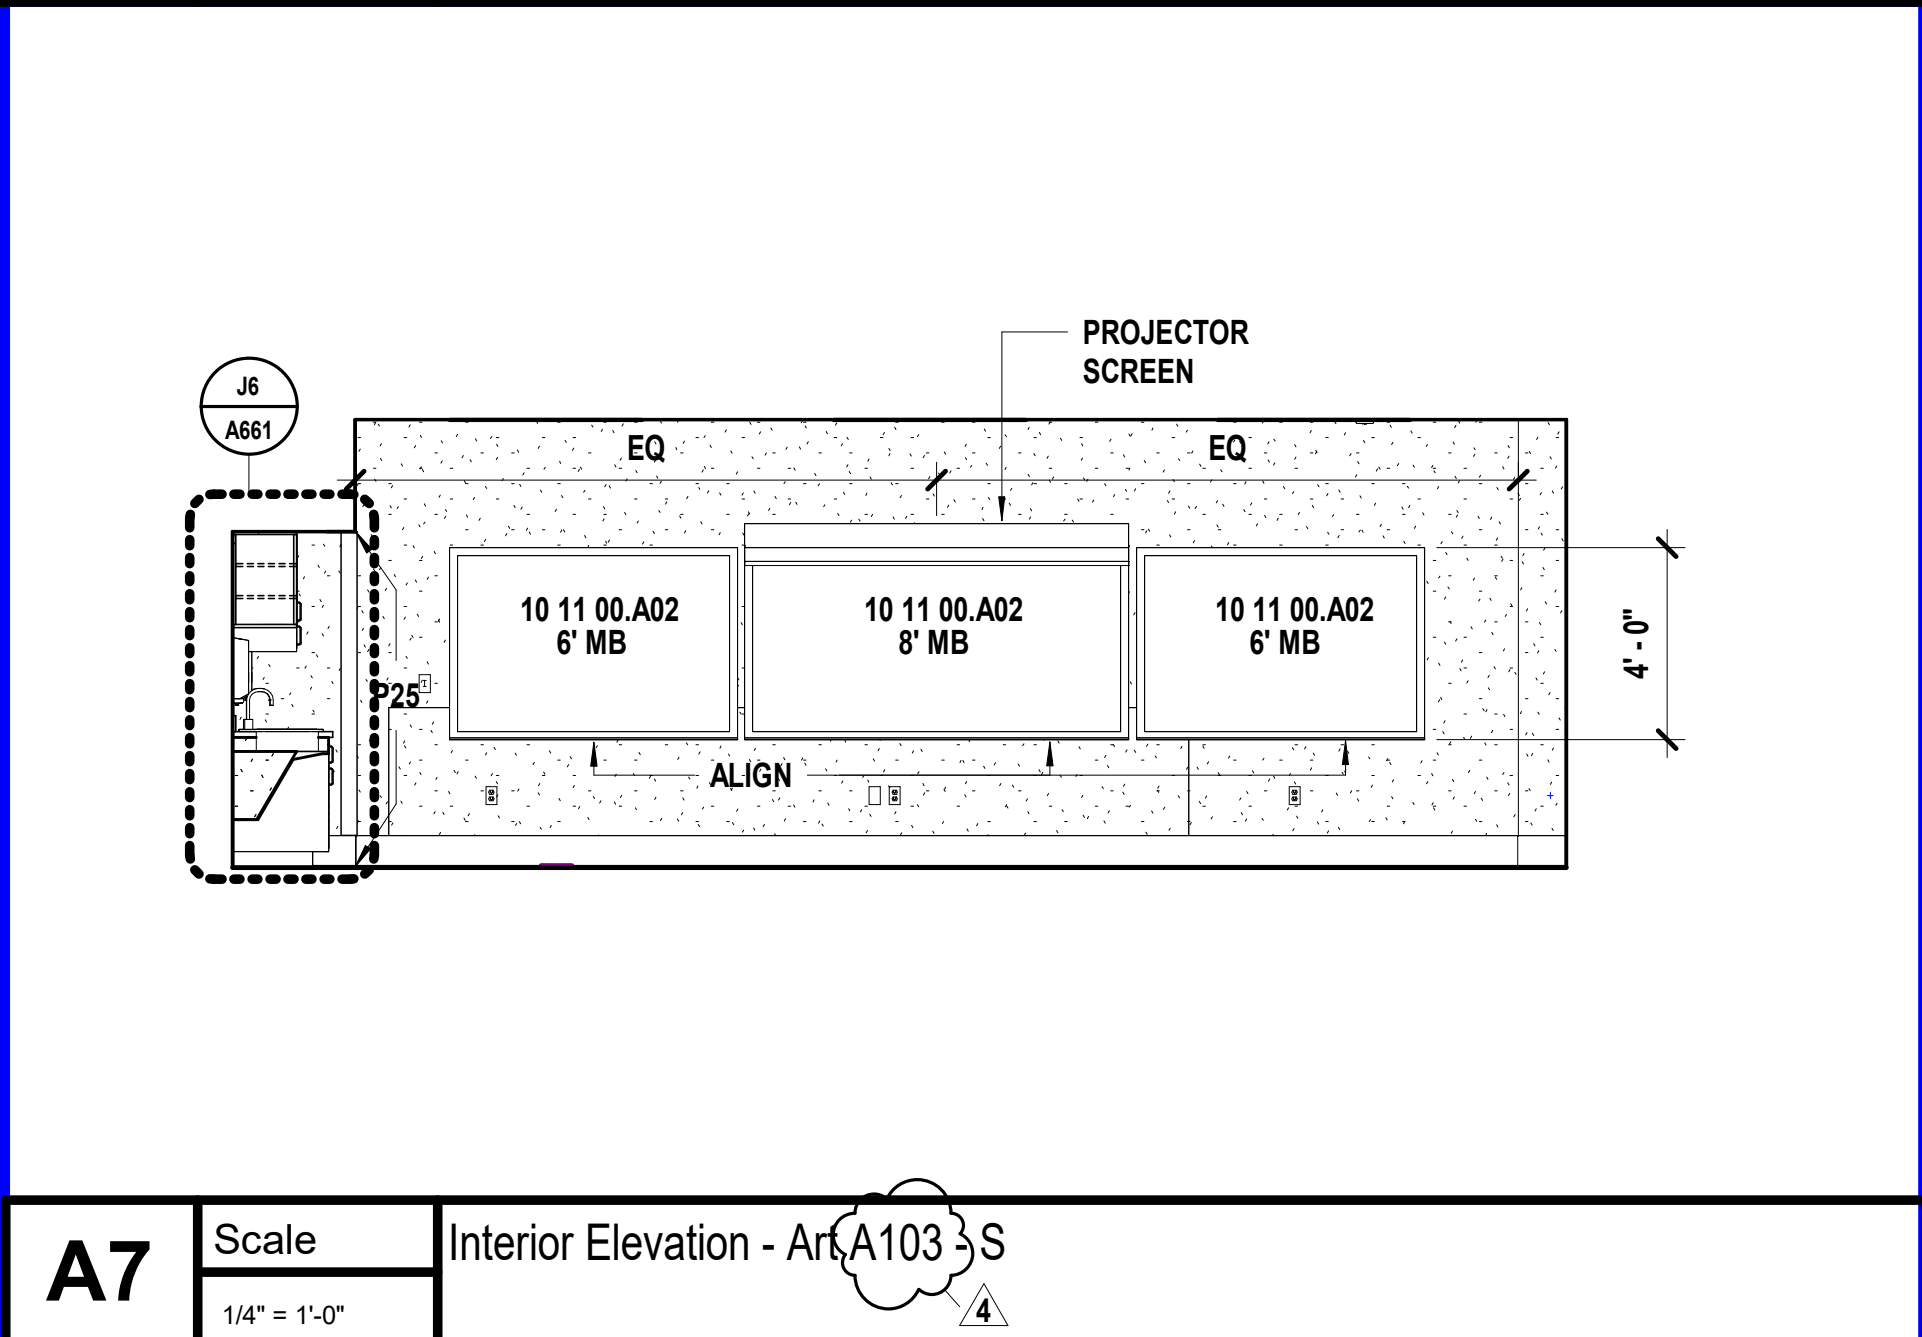 PROJECTOR
SCREEN
J6
A661
EQ
EQ
10 11 00.A02
6' MB
10 11 00.A02
8' MB
10 11 00.A02
6' MB
4' - 0"
P25
T
ALIGN
A7
Scale
1/4" = 1'-0"
Interior Elevation - Art A103 - S
4